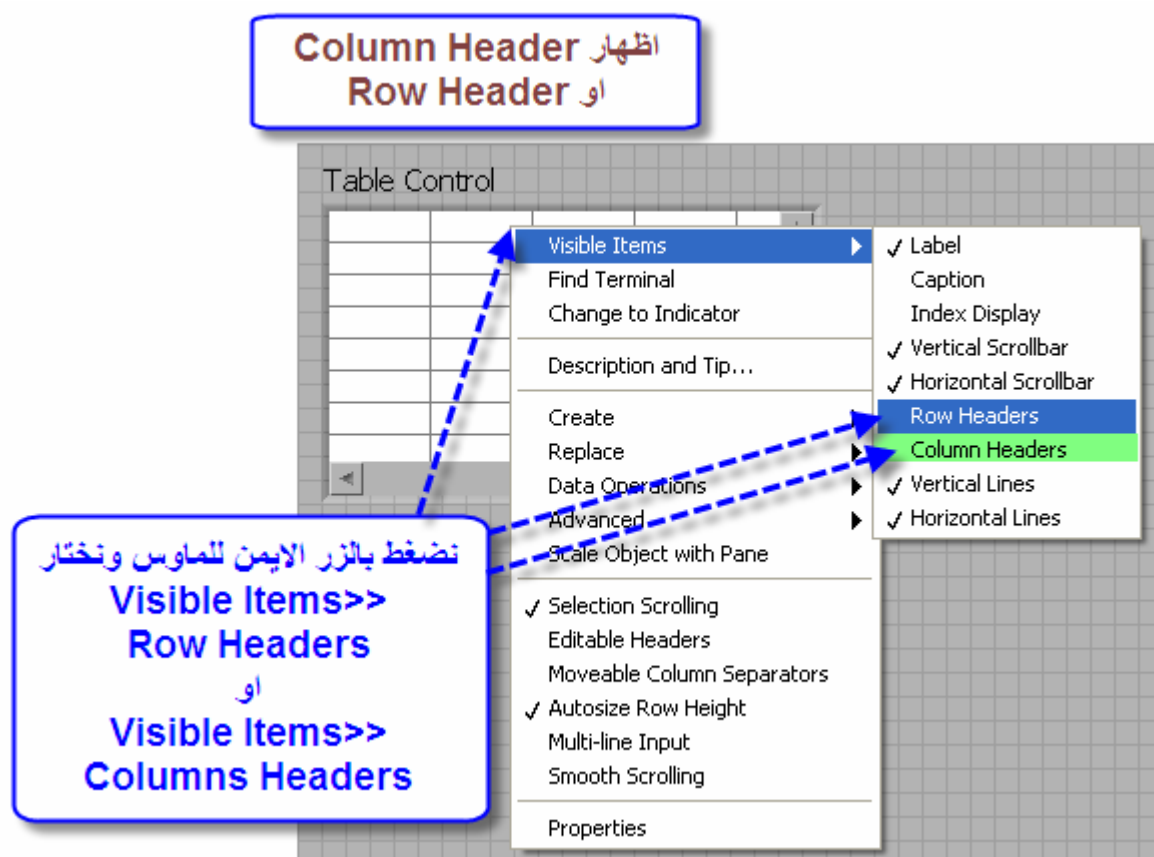 اظهار Column Header
او Row Header
Table Control
Visible Items
Find Terminal
Change to Indicator
Description and Tip...
Create
Replace
Data Operations
Advanced
Scale Object with Pane
Selection Scrolling
Editable Headers
Moveable Column Separators
Autosize Row Height
Multi-line Input
Smooth Scrolling
Properties
Label
Caption
Index Display
Vertical Scrollbar
Horizontal Scrollbar
Row Headers
Column Headers
Vertical Lines
Horizontal Lines
نضغط بالزر الايمن للماوس ونختار
Visible Items>>
Row Headers
او
Visible Items>>
Columns Headers